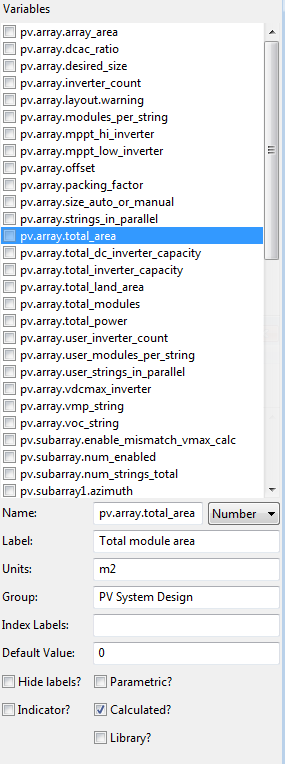 Variables
pv.array.array_area
pv.array.dcac_ratio
pv.array.desired_size
pv.array.inverter_count
pv.array.layout.warning
pv.array.modules_per_string
pv.array.mppt_hi_inverter
pv.array.mppt_low_inverter
pv.array.offset
pv.array.packing_factor
pv.array.size_auto_or_manual
pv.array.strings_in_parallel
pv.array.total_area
pv.array.total_dc_inverter_capacity
pv.array.total_inverter_capacity
pv.array.total_land_area
pv.array.total_modules
pv.array.total_power
pv.array.user_inverter_count
pv.array.user_modules_per_string
pv.array.user_strings_in_parallel
pv.array.vdcmax_inverter
pv.array.vmp_string
pv.array.voc_string
pv.subarray.enable_mismatch_vmax_calc
pv.subarray.num_enabled
pv.subarray.num_strings_total
pv.subarray1.azimuth
Name: pv.array.total_area Number
Label: Total module area
Units: m2
Group: PV System Design
Index Labels:
Default Value: 0
Hide labels? Parametric?
Indicator? Calculated?
Library?